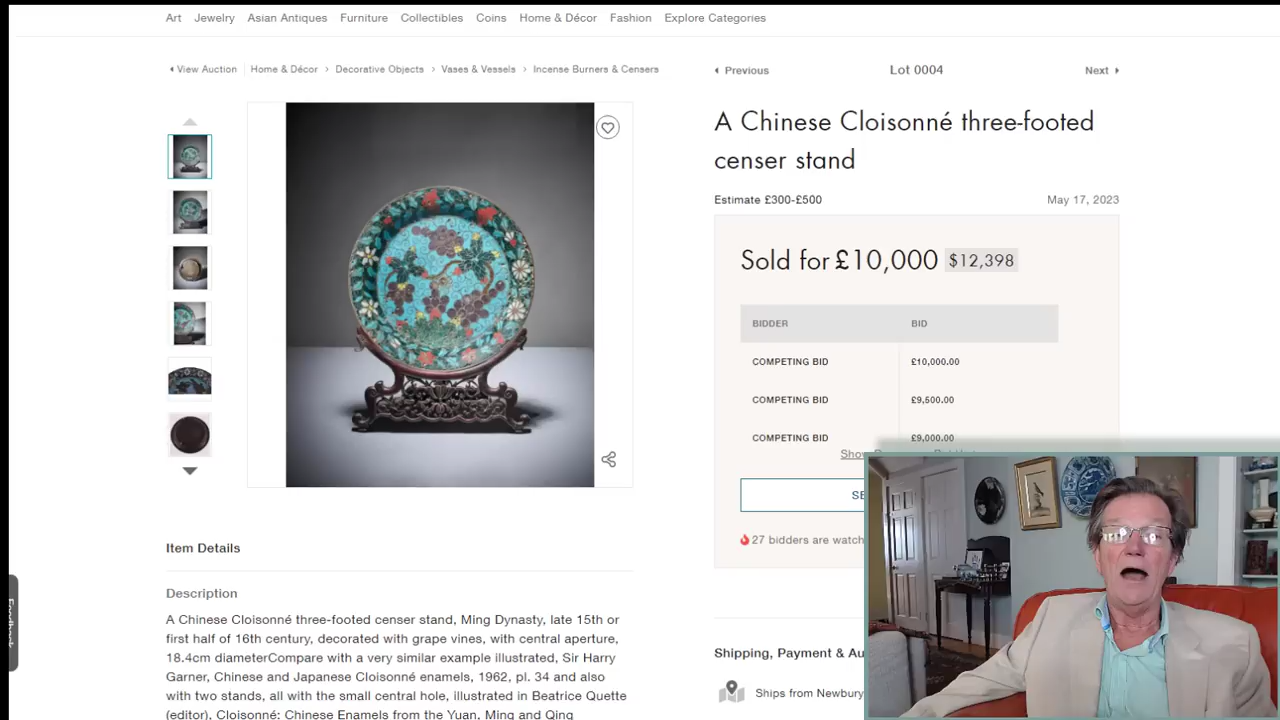 Art Jewelry Asian Antiques Furniture Collectibles Coins Home & Décor Fashion Explore Categories
View Auction Home & Décor › Decorative Objects › Vases & Vessels › Incense Burners & Censers
Previous Lot 0004 Next
A Chinese Cloisonné three-footed
censer stand
Estimate £300-£500 May 17, 2023
Sold for £10,000 $12,398
BIDDER BID
COMPETING BID £10,000.00
COMPETING BID £9,500.00
COMPETING BID £9,000.00
27 bidders are watch
Item Details
Description
A Chinese Cloisonné three-footed censer stand, Ming Dynasty, late 15th or
first half of 16th century, decorated with grape vines, with central aperture,
18.4cm diameterCompare with a very similar example illustrated, Sir Harry
Garner, Chinese and Japanese Cloisonné enamels, 1962, pl. 34 and also
with two stands, all with the small central hole, illustrated in Beatrice Quette
(editor), Cloisonné: Chinese Enamels from the Yuan, Ming and Qing
Shipping, Payment & Au
Ships from Newbury